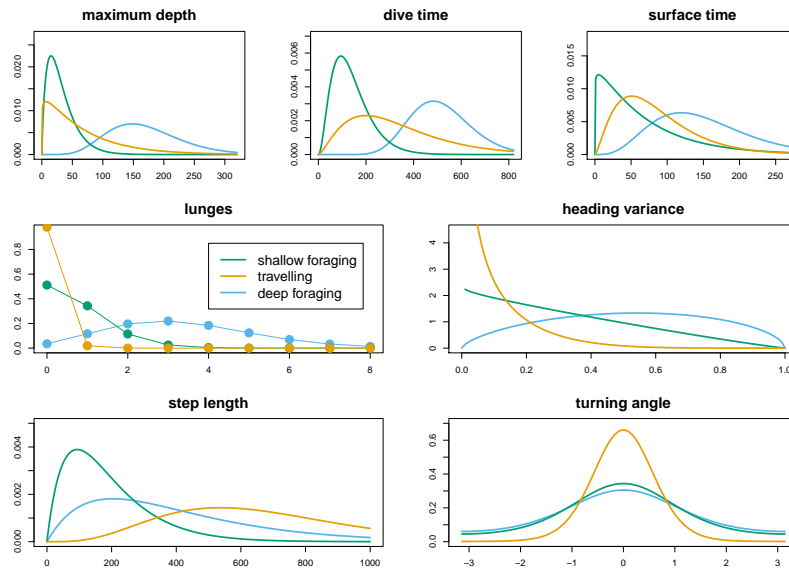 maximum depth
0.000 0.010 0.020
0 50 100 150 200 250 300
dive time
0.000 0.002 0.004 0.006
0 200 400 600 800
surface time
0.000 0.005 0.010 0.015
0 50 100 150 200 250
lunges
0.0 0.2 0.4 0.6 0.8
0 2 4 6 8
shallow foraging
travelling
deep foraging
heading variance
0 1 2 3 4
0.0 0.2 0.4 0.6 0.8 1.0
step length
0.000 0.002 0.004
0 200 400 600 800 1000
turning angle
0.0 0.2 0.4 0.6
−3 −2 −1 0 1 2 3